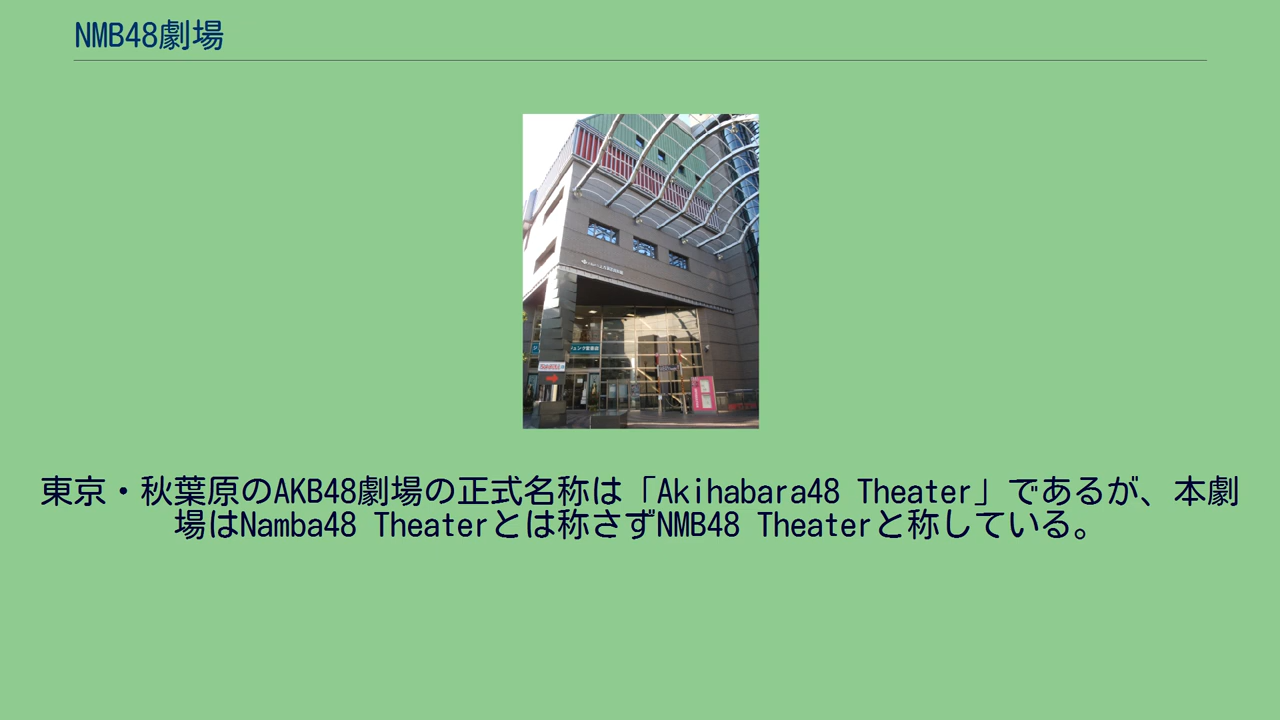 NMB48劇場
東京・秋葉原のAKB48劇場の正式名称は「Akihabara48 Theater」であるが、本劇
場はNamba48 Theaterとは称さずNMB48 Theaterと称している。